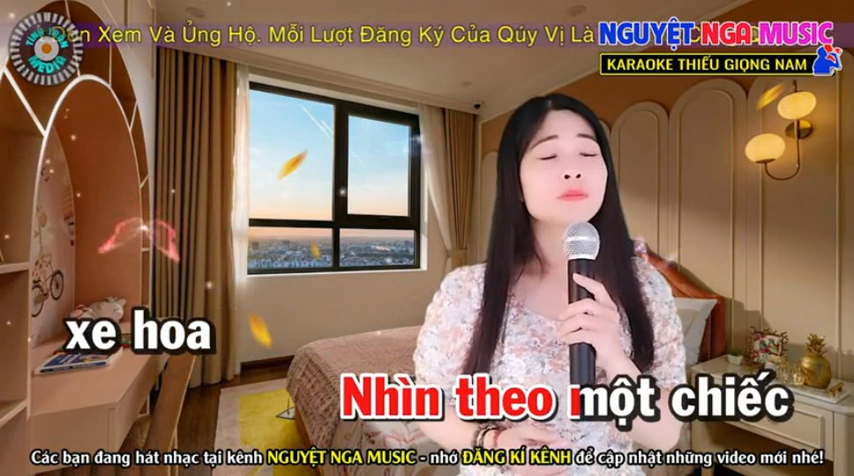 ến Xem Và Ủng Hộ. Mỗi Lượt Đăng Ký Của Qúy Vị Là
NGUYỆT NGA MUSIC
KARAOKE THIẾU GIỌNG NAM
MEDIA
xe hoa
Nhìn theo một chiếc
Các bạn đang hát nhạc tại kênh NGUYỆT NGA MUSIC - nhớ ĐĂNG KÍ KÊNH để cập nhật những video mới nhé!